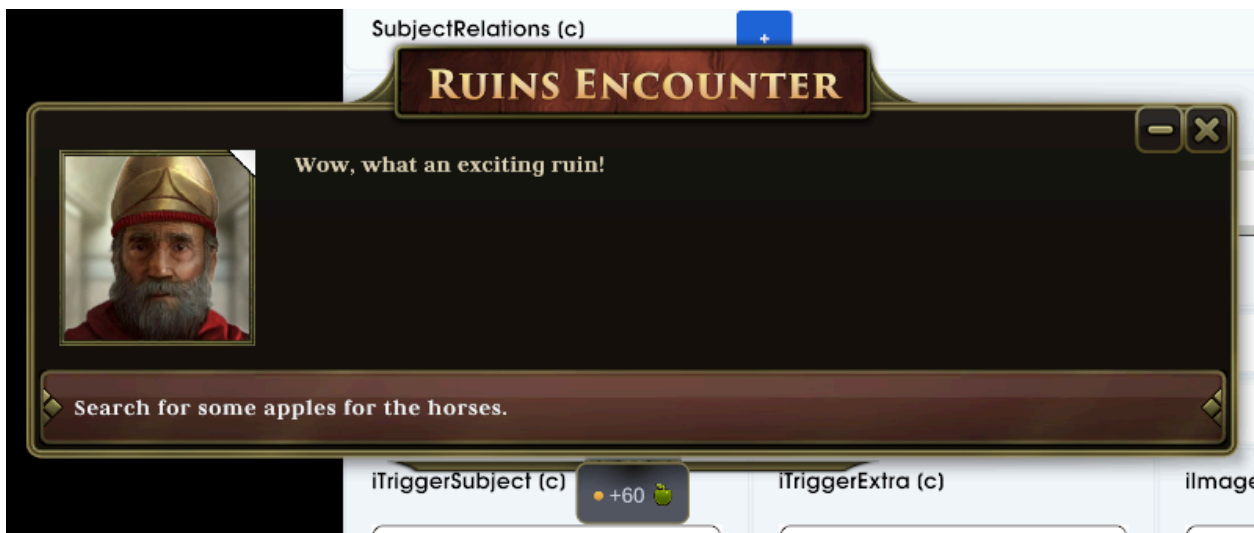 SubjectRelations (c)
+
Ruins Encounter
Wow, what an exciting ruin!
Search for some apples for the horses.
iTriggerSubject (c)
+60
iTriggerExtra (c)
iImage